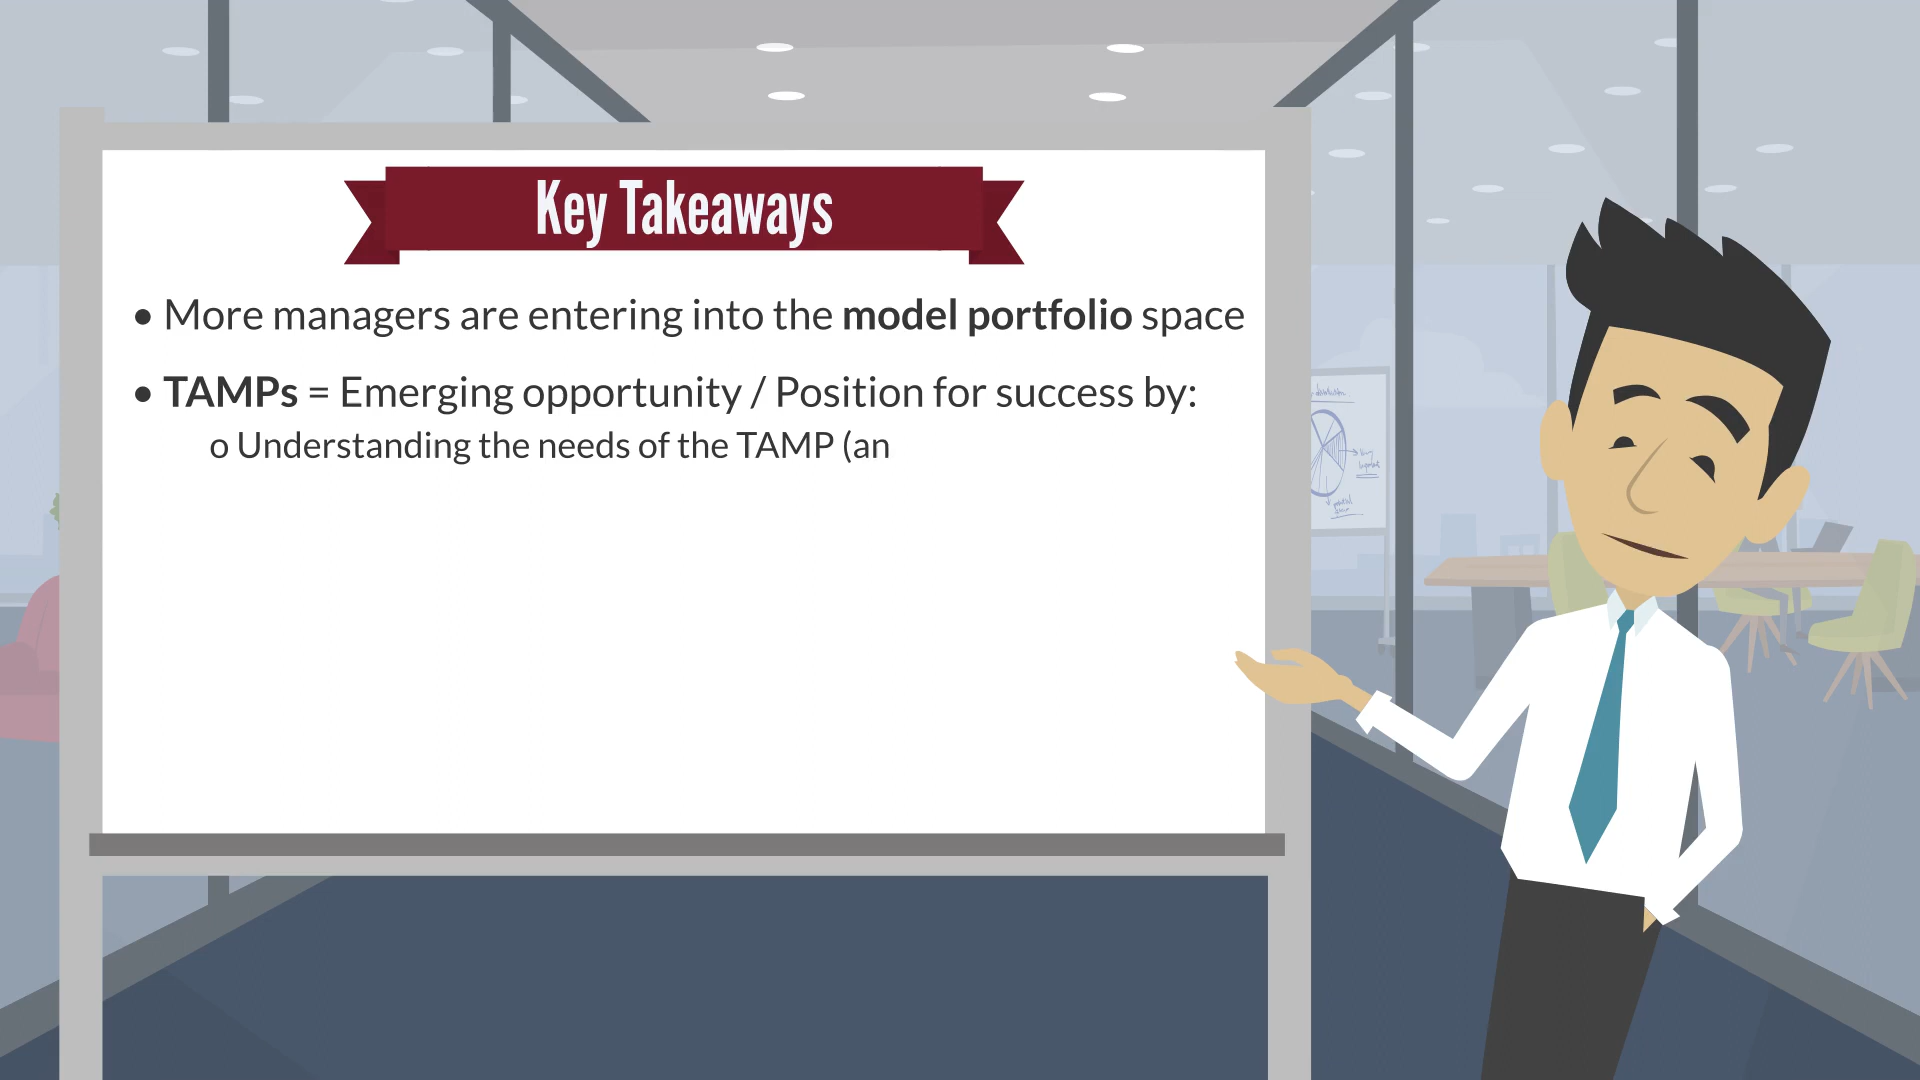 Key Takeaways
• More managers are entering into the model portfolio space
• TAMPs = Emerging opportunity / Position for success by:
o Understanding the needs of the TAMP (an